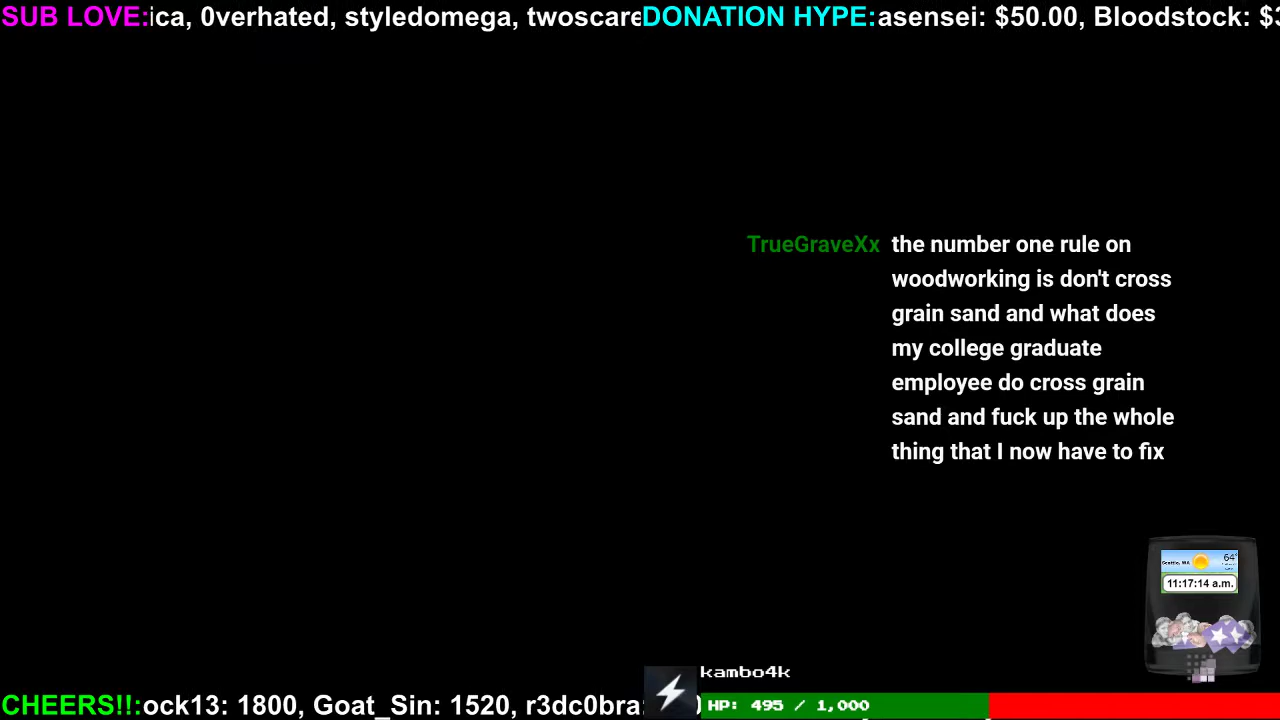 SUB LOVE: ica, 0verhated, styledomega, twoscare
DONATION HYPE: asensei: $50.00, Bloodstock: $
TrueGraveXx the number one rule on
woodworking is don't cross
grain sand and what does
my college graduate
employee do cross grain
sand and fuck up the whole
thing that I now have to fix
64°
Seattle, WA
11:17:14 a.m.
kambo4k
CHEERS!!: ock13: 1800, Goat_Sin: 1520, r3dc0bra:
HP: 495 / 1,000